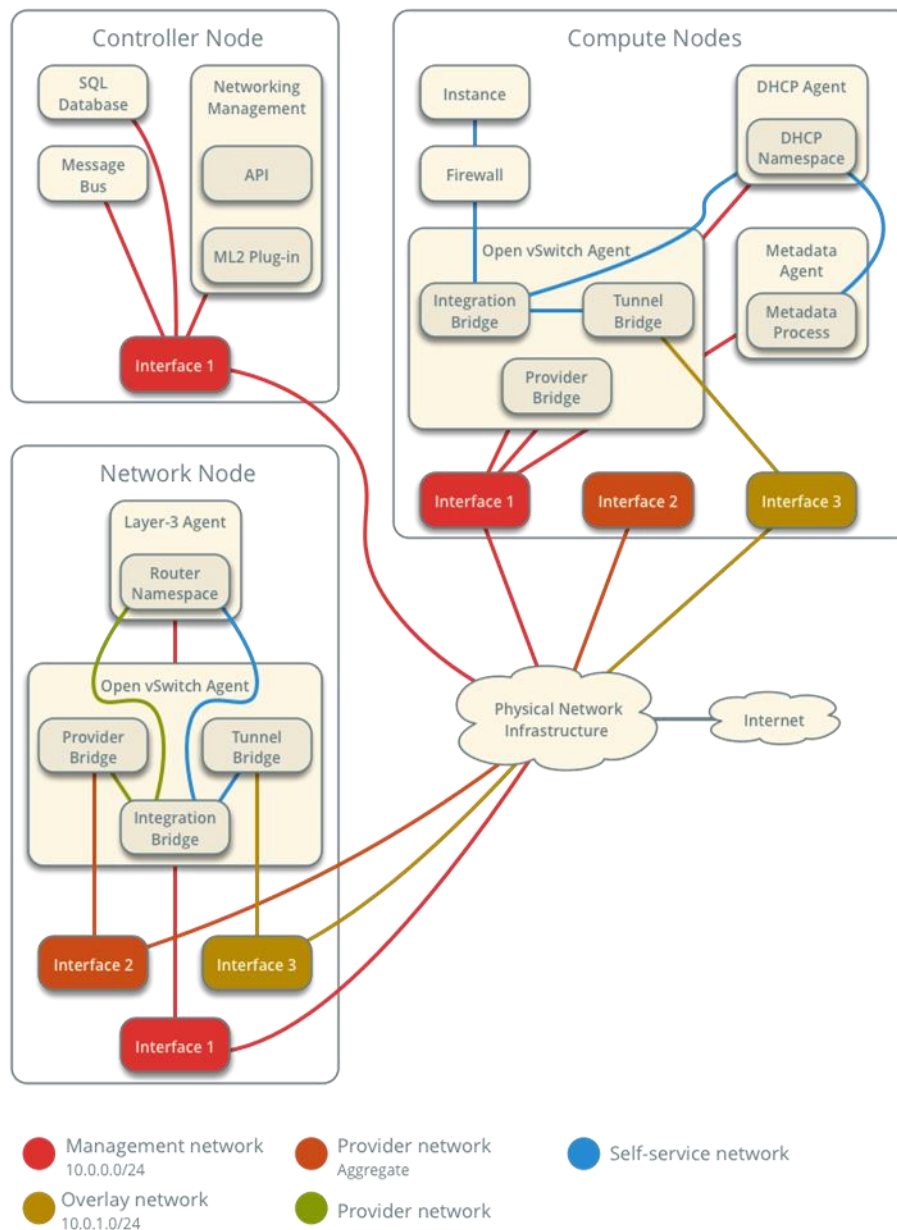 Controller Node
SQL
Database
Networking
Management
Message
Bus
API
ML2 Plug-in
Interface 1
Compute Nodes
Instance
DHCP Agent
DHCP
Namespace
Firewall
Open vSwitch Agent
Metadata
Agent
Integration
Bridge
Tunnel
Bridge
Metadata
Process
Provider
Bridge
Interface 1
Interface 2
Interface 3
Network Node
Layer-3 Agent
Router
Namespace
Open vSwitch Agent
Provider
Bridge
Tunnel
Bridge
Integration
Bridge
Interface 2
Interface 3
Interface 1
Physical Network
Infrastructure
Internet
Management network
10.0.0.0/24
Provider network
Aggregate
Self-service network
Overlay network
10.0.1.0/24
Provider network